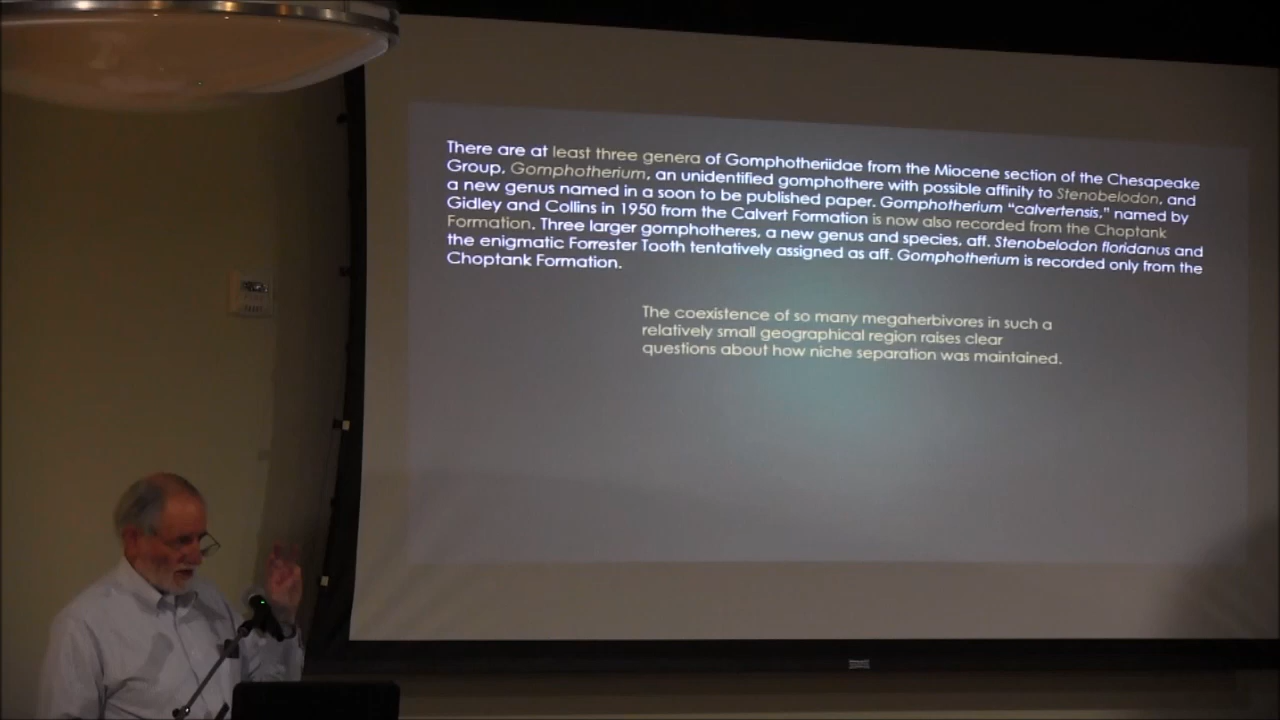 There are at least three genera of Gomphotheriidae from the Miocene section of the Chesapeake
Group, Gomphotherium, an unidentified gomphothere with possible affinity to Stenobelodon, and
a new genus named in a soon to be published paper. Gomphotherium “calvertensis,” named by
Gidley and Collins in 1950 from the Calvert Formation is now also recorded from the Choptank
Formation. Three larger gomphotheres, a new genus and species, aff. Stenobelodon floridanus and
the enigmatic Forrester Tooth tentatively assigned as aff. Gomphotherium is recorded only from the
Choptank Formation.
The coexistence of so many megaherbivores in such a
relatively small geographical region raises clear
questions about how niche separation was maintained.